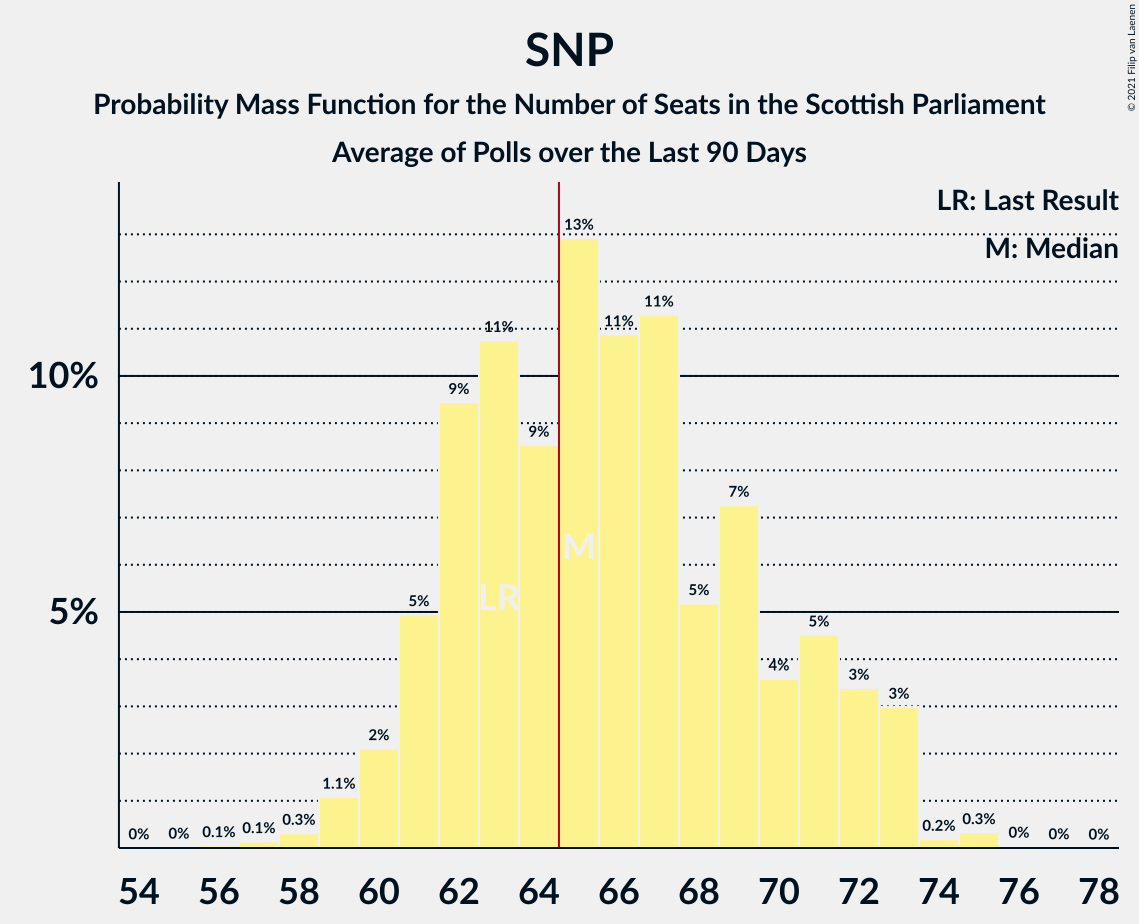 SNP
Probability Mass Function for the Number of Seats in the Scottish Parliament
Average of Polls over the Last 90 Days
© 2021 Filip van Laenen
LR: Last Result
M: Median
10%
5%
0% 0% 0.1% 0.1% 0.3% 1.1% 2% 5% 9% 11% 9% 13% 11% 11% 5% 7% 4% 5% 3% 3% 0.2% 0.3% 0% 0% 0%
LR
M
54 56 58 60 62 64 66 68 70 72 74 76 78